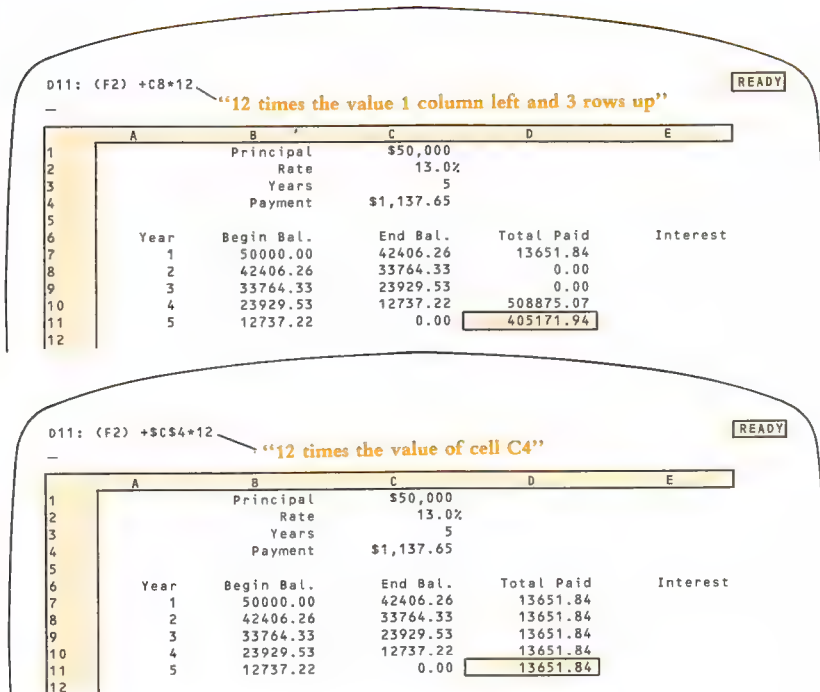 D11: (F2) +C8*12 READY
“12 times the value 1 column left and 3 rows up”
A B C D E
1 Principal $50,000
2 Rate 13.0%
3 Years 5
4 Payment $1,137.65
5
6 Year Begin Bal. End Bal. Total Paid Interest
7 1 50000.00 42406.26 13651.84
8 2 42406.26 33764.33 0.00
9 3 33764.33 23929.53 0.00
10 4 23929.53 12737.22 508875.07
11 5 12737.22 0.00 405171.94
12
D11: (F2) +$C$4*12 READY
“12 times the value of cell C4”
A B C D E
1 Principal $50,000
2 Rate 13.0%
3 Years 5
4 Payment $1,137.65
5
6 Year Begin Bal. End Bal. Total Paid Interest
7 1 50000.00 42406.26 13651.84
8 2 42406.26 33764.33 13651.84
9 3 33764.33 23929.53 13651.84
10 4 23929.53 12737.22 13651.84
11 5 12737.22 0.00 13651.84
12